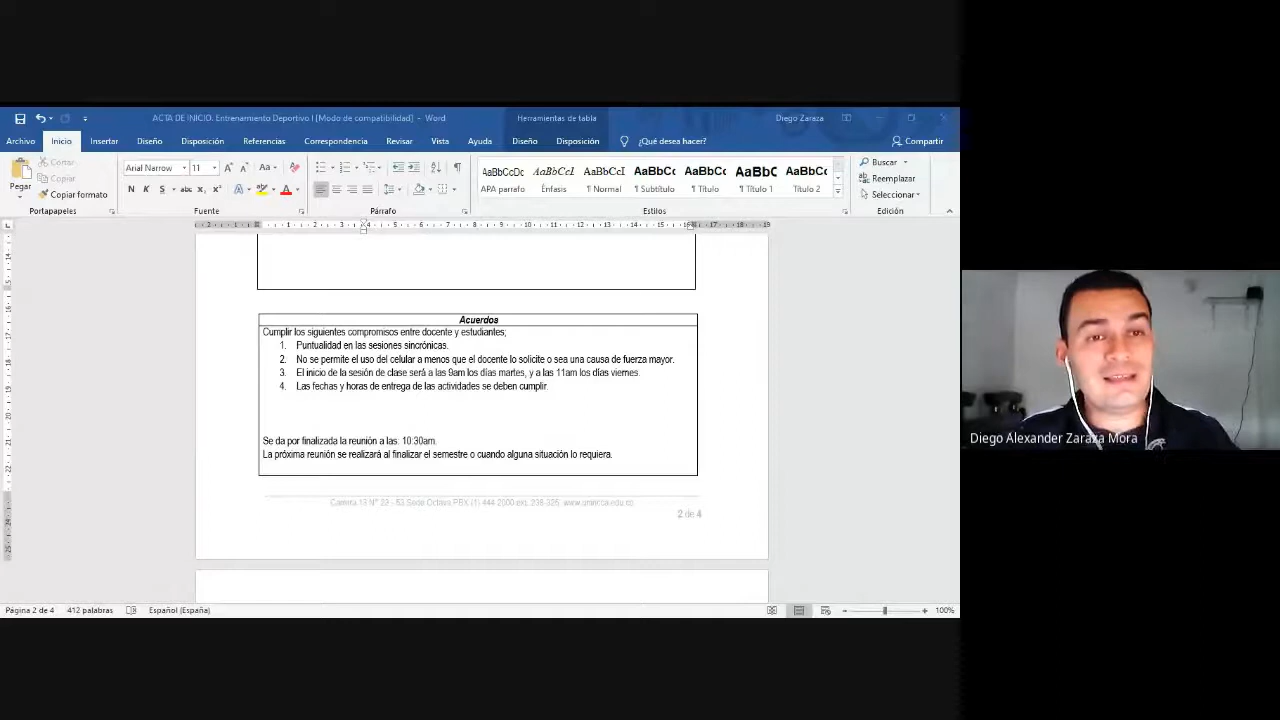 ACTA DE INICIO. Entrenamiento Deportivo I [Modo de compatibilidad] - Word
Herramientas de tabla
Diego Zaraza
Archivo Inicio Insertar Diseño Disposición Referencias Correspondencia Revisar Vista Ayuda Diseño Disposición ¿Qué desea hacer? Compartir
Pegar
Cortar
Copiar
Copiar formato
Portapapeles
Arial Narrow 11
N K S abc
Fuente
Párrafo
AaBbCcDc AaBbCcI AaBbCcI AaBbCc AaBbCc AaBbC AaBbCc
APA parrafo Énfasis ¶ Normal ¶ Subtítulo ¶ Título ¶ Título 1 Título 2
Estilos
Buscar
Reemplazar
Seleccionar
Edición
Acuerdos
Cumplir los siguientes compromisos entre docente y estudiantes;
1. Puntualidad en las sesiones sincrónicas.
2. No se permite el uso del celular a menos que el docente lo solicite o sea una causa de fuerza mayor.
3. El inicio de la sesión de clase será a las 9am los días martes, y a las 11am los días viernes.
4. Las fechas y horas de entrega de las actividades se deben cumplir.
Se da por finalizada la reunión a las: 10:30am.
La próxima reunión se realizará al finalizar el semestre o cuando alguna situación lo requiera.
2 de 4
Página 2 de 4 412 palabras Español (España) 100%
Diego Alexander Zaraza Mora